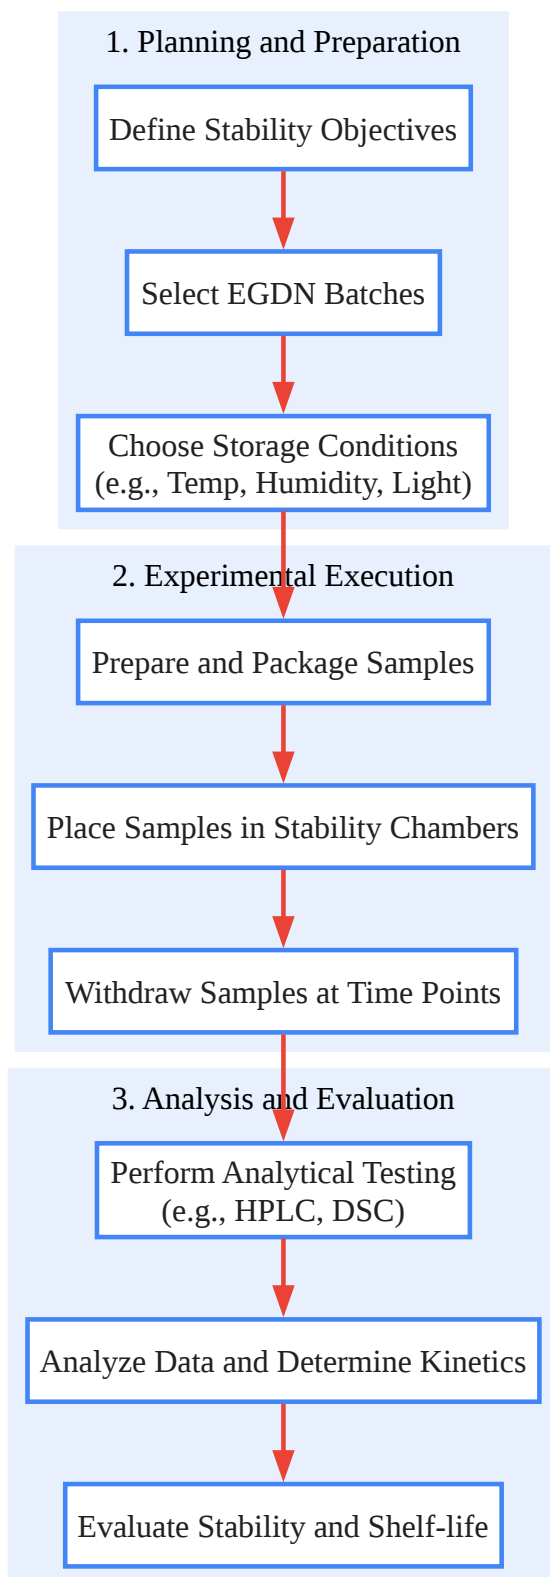 1. Planning and Preparation
Define Stability Objectives
Select EGDN Batches
Choose Storage Conditions
(e.g., Temp, Humidity, Light)
2. Experimental Execution
Prepare and Package Samples
Place Samples in Stability Chambers
Withdraw Samples at Time Points
3. Analysis and Evaluation
Perform Analytical Testing
(e.g., HPLC, DSC)
Analyze Data and Determine Kinetics
Evaluate Stability and Shelf-life